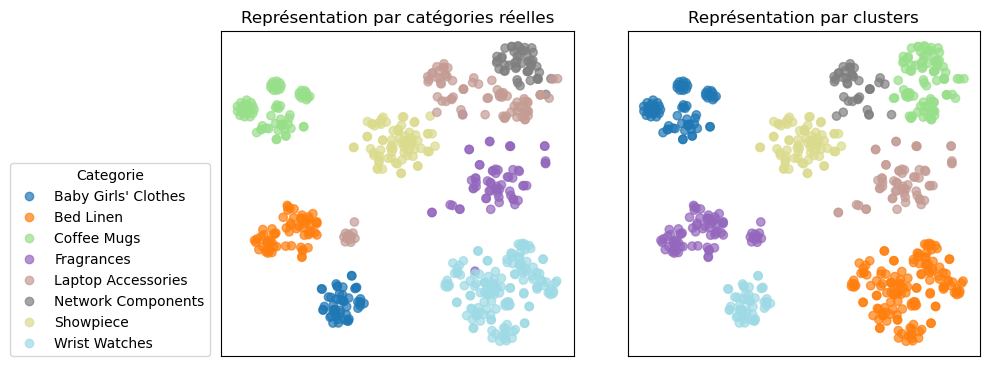 Représentation par catégories réelles
Représentation par clusters
Categorie
Baby Girls' Clothes
Bed Linen
Coffee Mugs
Fragrances
Laptop Accessories
Network Components
Showpiece
Wrist Watches